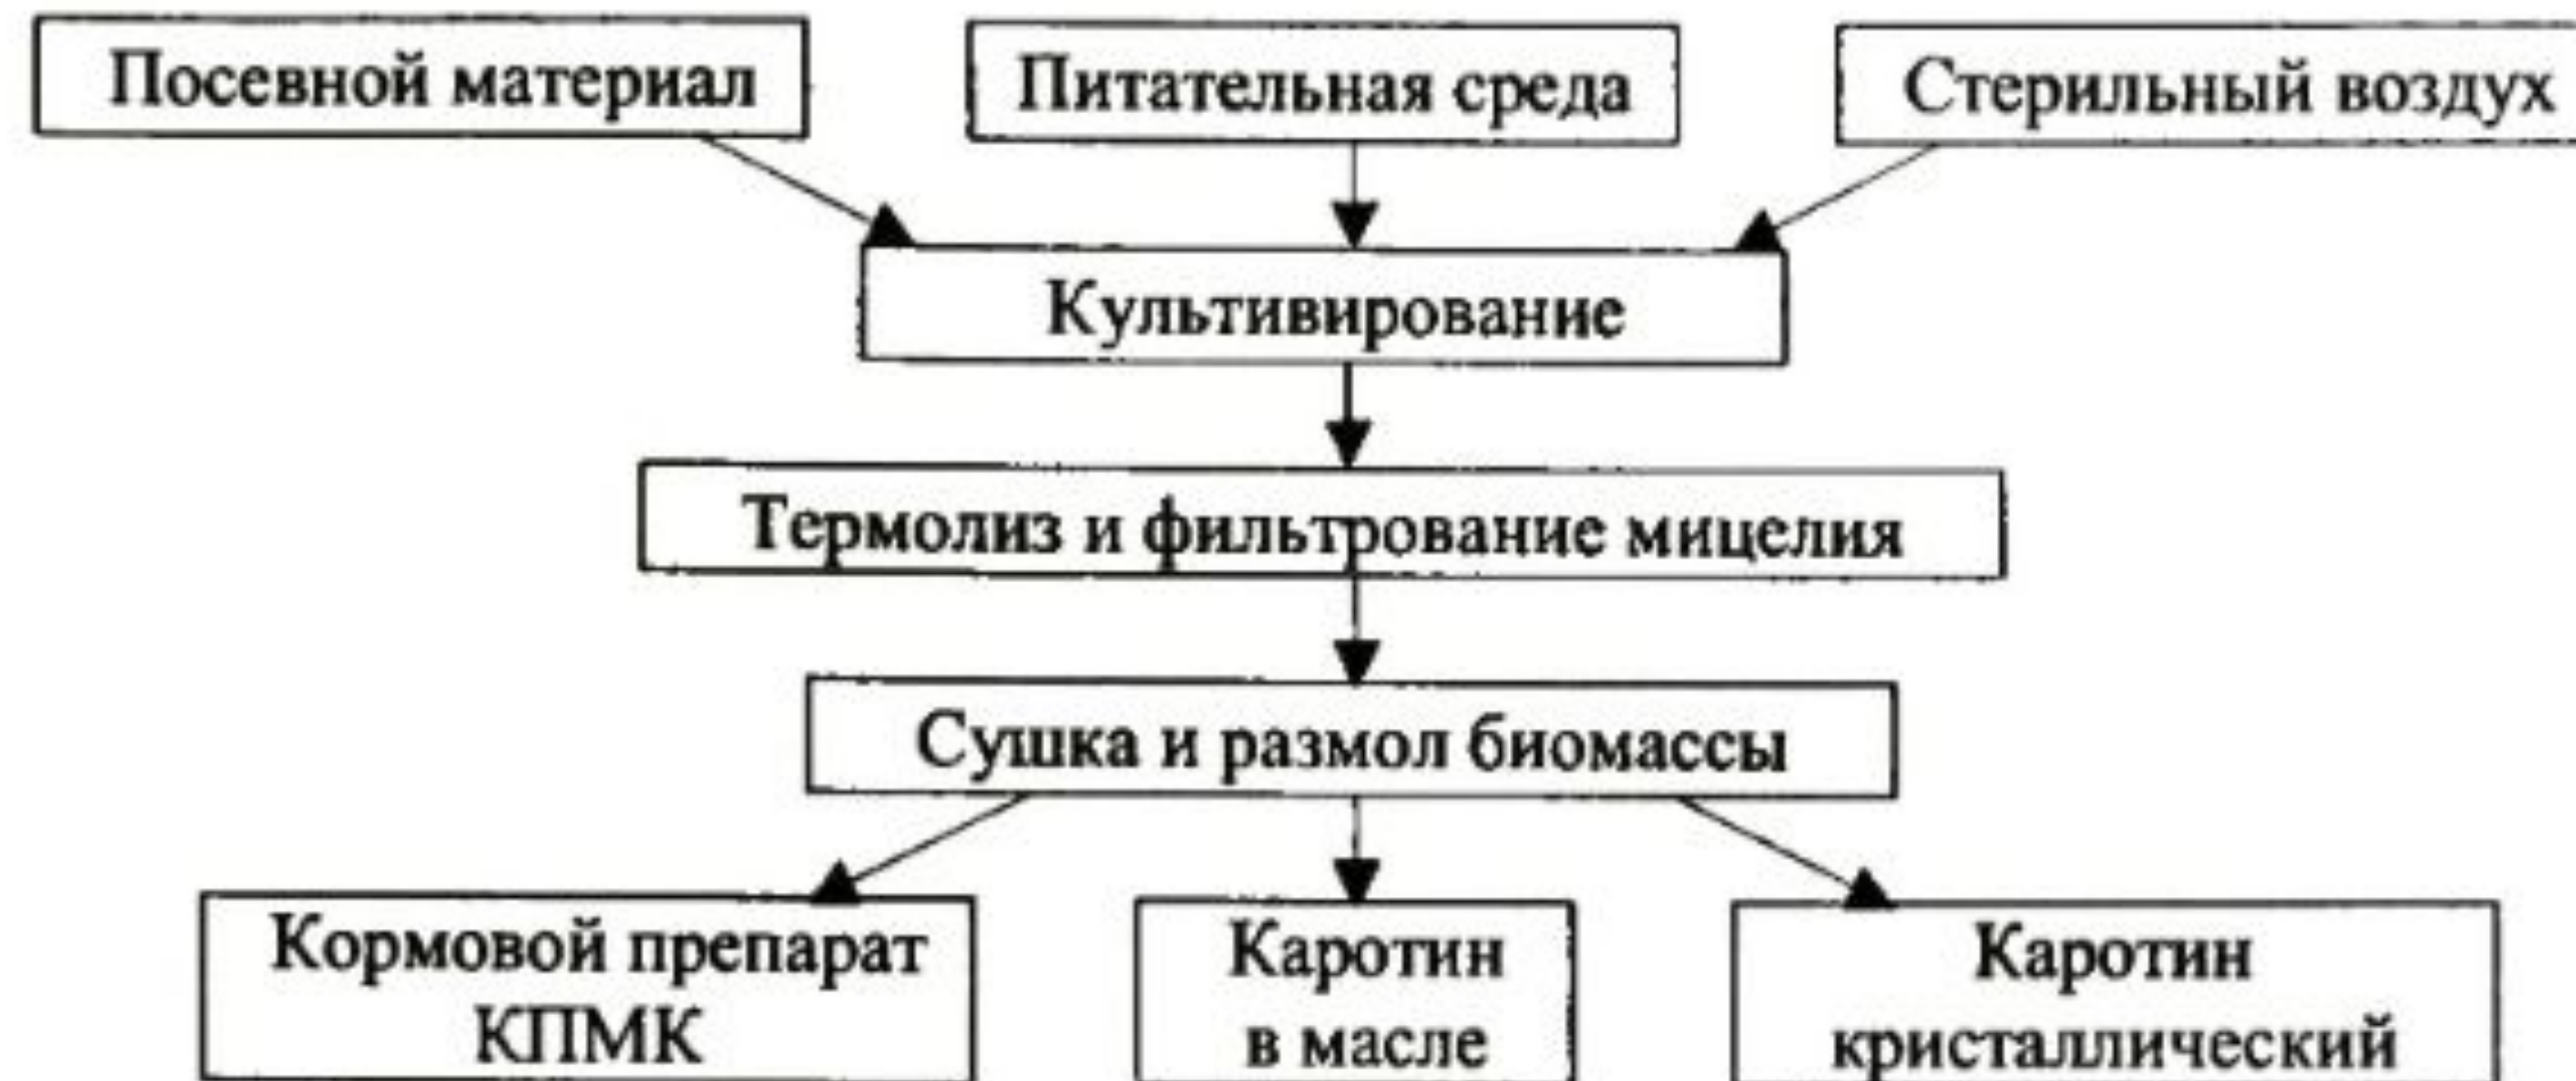 Посевной материал
Питательная среда
Стерильный воздух
Культивирование
Термолиз и фильтрование мицелия
Сушка и размол биомассы
Кормовой препарат
КПМК
Каротин
в масле
Каротин
кристаллический